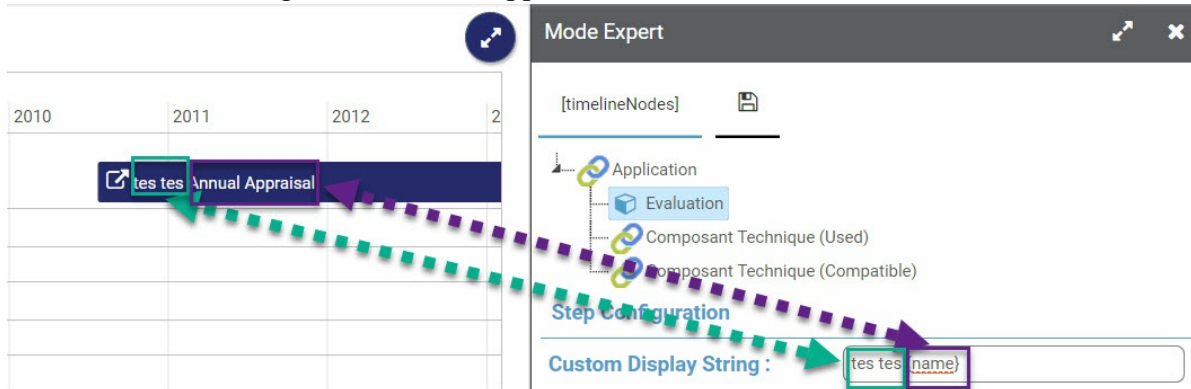 Mode Expert
[timelineNodes]
2010 2011 2012 2
Application
tes tes Annual Appraisal
Evaluation
Composant Technique (Used)
Composant Technique (Compatible)
Step Configuration
Custom Display String :
tes tes {name}